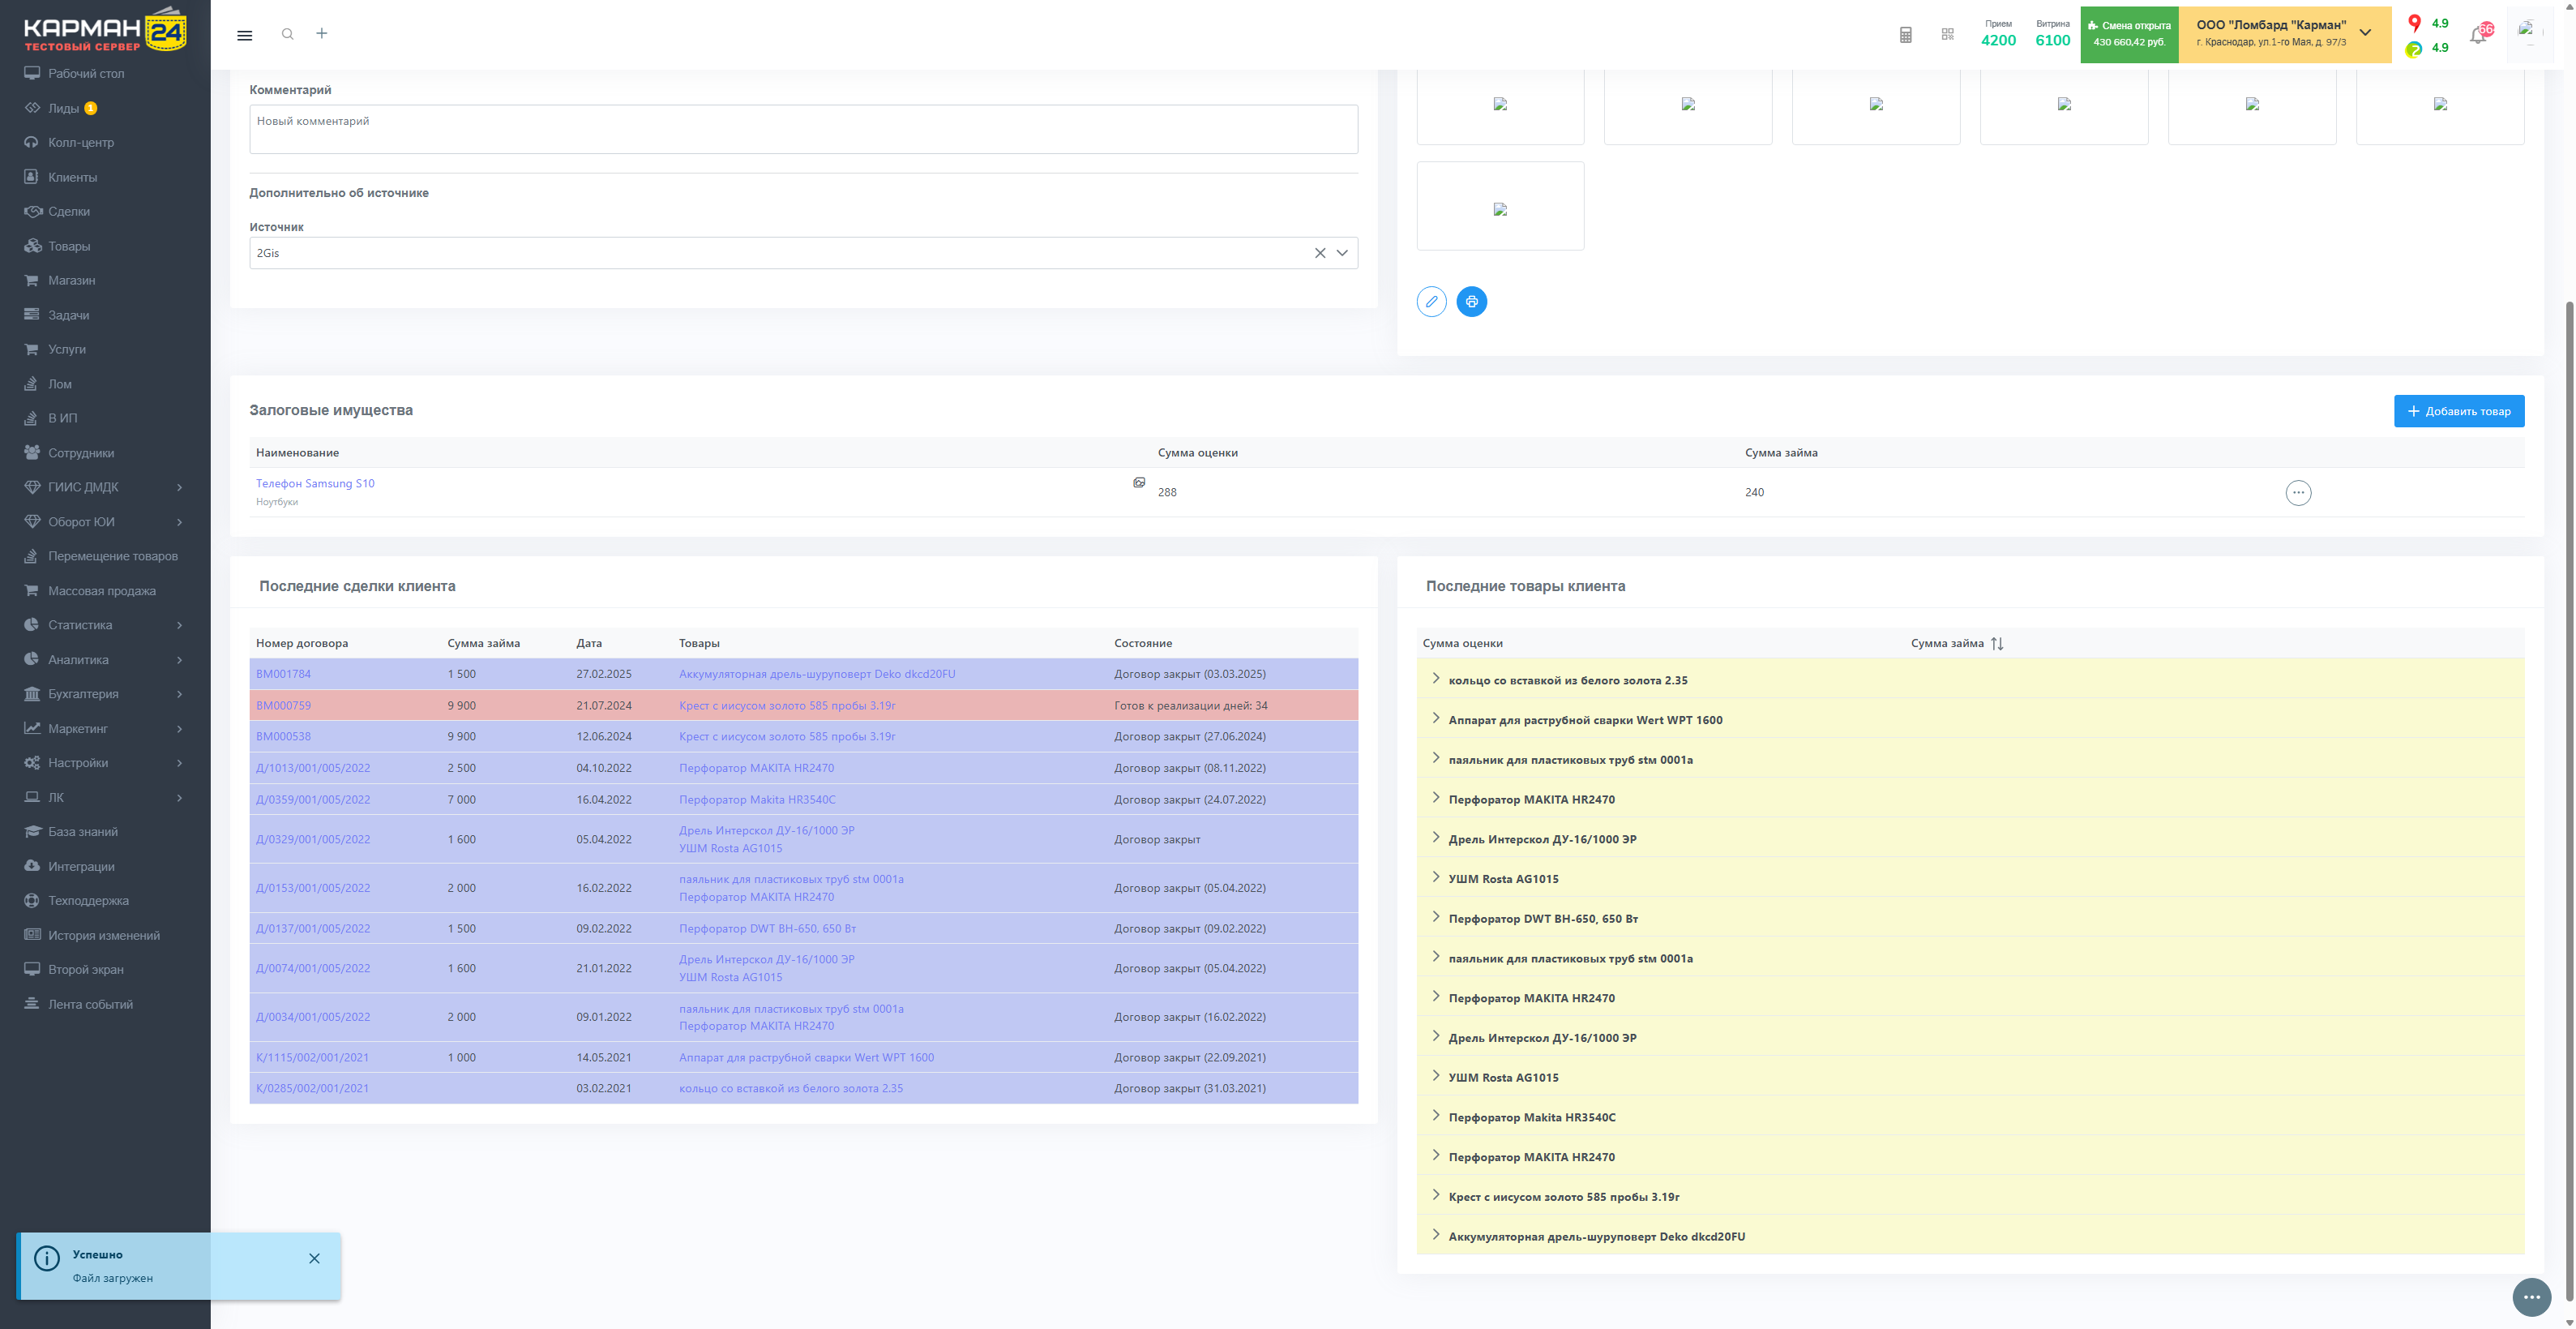 КАРМАН 24
ТЕСТОВЫЙ СЕРВЕР
Рабочий стол
Лиды 1
Колл-центр
Клиенты
Сделки
Товары
Магазин
Задачи
Услуги
Лом
В ИП
Сотрудники
ГИИС ДМДК
Оборот ЮИ
Перемещение товаров
Массовая продажа
Статистика
Аналитика
Бухгалтерия
Маркетинг
Настройки
ЛК
База знаний
Интеграции
Техподдержка
История изменений
Второй экран
Лента событий
Прием
4200
Витрина
6100
Смена открыта
430 660,42 руб.
ООО "Ломбард "Карман"
г. Краснодар, ул.1-го Мая, д. 97/3
4.9
4.9
Комментарий
Новый комментарий
Дополнительно об источнике
Источник
2Gis
Залоговые имущества
Добавить товар
Наименование Сумма оценки Сумма займа
Телефон Samsung S10
Ноутбуки
288 240
Последние сделки клиента
Номер договора Сумма займа Дата Товары Состояние
ВМ001784 1 500 27.02.2025 Аккумуляторная дрель-шуруповерт Deko dkcd20FU Договор закрыт (03.03.2025)
ВМ000759 9 900 21.07.2024 Крест с иисусом золото 585 пробы 3.19г Готов к реализации дней: 34
ВМ000538 9 900 12.06.2024 Крест с иисусом золото 585 пробы 3.19г Договор закрыт (27.06.2024)
Д/1013/001/005/2022 2 500 04.10.2022 Перфоратор MAKITA HR2470 Договор закрыт (08.11.2022)
Д/0359/001/005/2022 7 000 16.04.2022 Перфоратор Makita HR3540C Договор закрыт (24.07.2022)
Д/0329/001/005/2022 1 600 05.04.2022 Дрель Интерскол ДУ-16/1000 ЭР Договор закрыт
УШМ Rosta AG1015
Д/0153/001/005/2022 2 000 16.02.2022 паяльник для пластиковых труб stм 0001а Договор закрыт (05.04.2022)
Перфоратор MAKITA HR2470
Д/0137/001/005/2022 1 500 09.02.2022 Перфоратор DWT BH-650, 650 Вт Договор закрыт (09.02.2022)
Д/0074/001/005/2022 1 600 21.01.2022 Дрель Интерскол ДУ-16/1000 ЭР Договор закрыт (05.04.2022)
УШМ Rosta AG1015
Д/0034/001/005/2022 2 000 09.01.2022 паяльник для пластиковых труб stм 0001а Договор закрыт (16.02.2022)
Перфоратор MAKITA HR2470
К/1115/002/001/2021 1 000 14.05.2021 Аппарат для раструбной сварки Wert WPT 1600 Договор закрыт (22.09.2021)
К/0285/002/001/2021 03.02.2021 кольцо со вставкой из белого золота 2.35 Договор закрыт (31.03.2021)
Последние товары клиента
Сумма оценки Сумма займа
кольцо со вставкой из белого золота 2.35
Аппарат для раструбной сварки Wert WPT 1600
паяльник для пластиковых труб stм 0001а
Перфоратор MAKITA HR2470
Дрель Интерскол ДУ-16/1000 ЭР
УШМ Rosta AG1015
Перфоратор DWT BH-650, 650 Вт
паяльник для пластиковых труб stм 0001а
Перфоратор MAKITA HR2470
Дрель Интерскол ДУ-16/1000 ЭР
УШМ Rosta AG1015
Перфоратор Makita HR3540C
Перфоратор MAKITA HR2470
Крест с иисусом золото 585 пробы 3.19г
Аккумуляторная дрель-шуруповерт Deko dkcd20FU
Успешно
Файл загружен